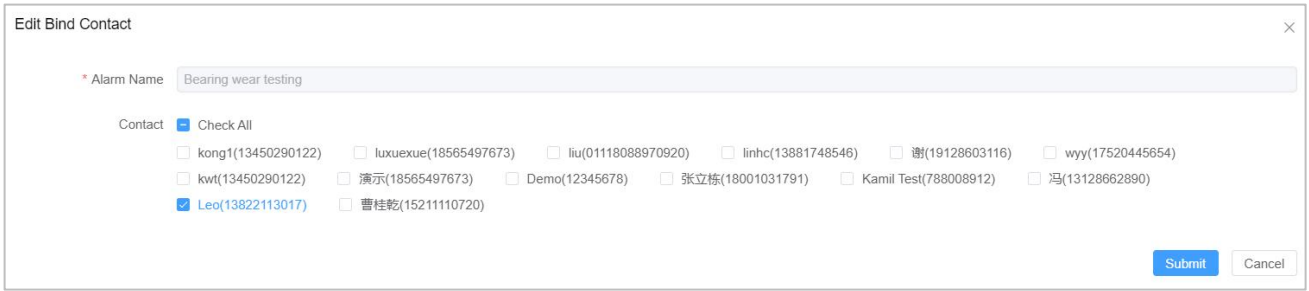 Edit Bind Contact
* Alarm Name Bearing wear testing
Contact Check All
kong1(13450290122) luxuexue(18565497673) liu(01118088970920) linhc(13881748546) 谢(19128603116) wyy(17520445654)
kwt(13450290122) 演示(18565497673) Demo(12345678) 张立栋(18001031791) Kamil Test(788008912) 冯(13128662890)
Leo(13822113017) 曹桂乾(15211110720)
Submit Cancel